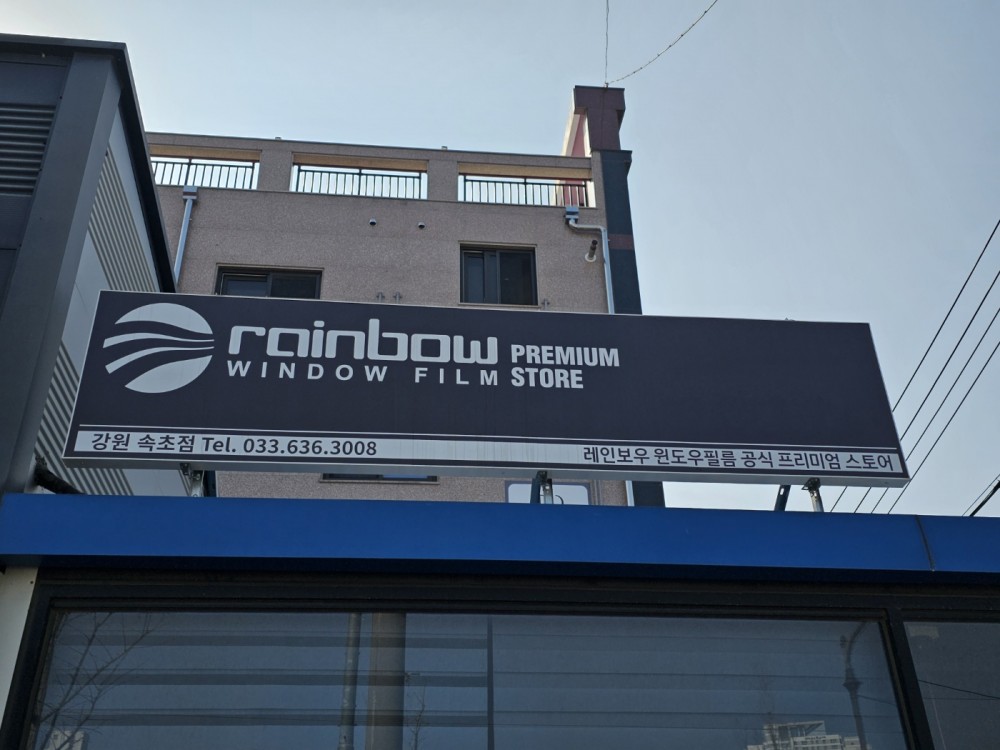 rainbow PREMIUM
WINDOW FILM STORE
강원 속초점 Tel. 033.636.3008
레인보우 윈도우필름 공식 프리미엄 스토어